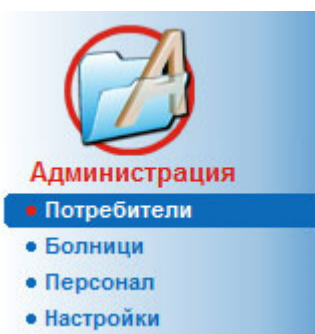 Администрация
• Потребители
• Болници
• Персонал
• Настройки